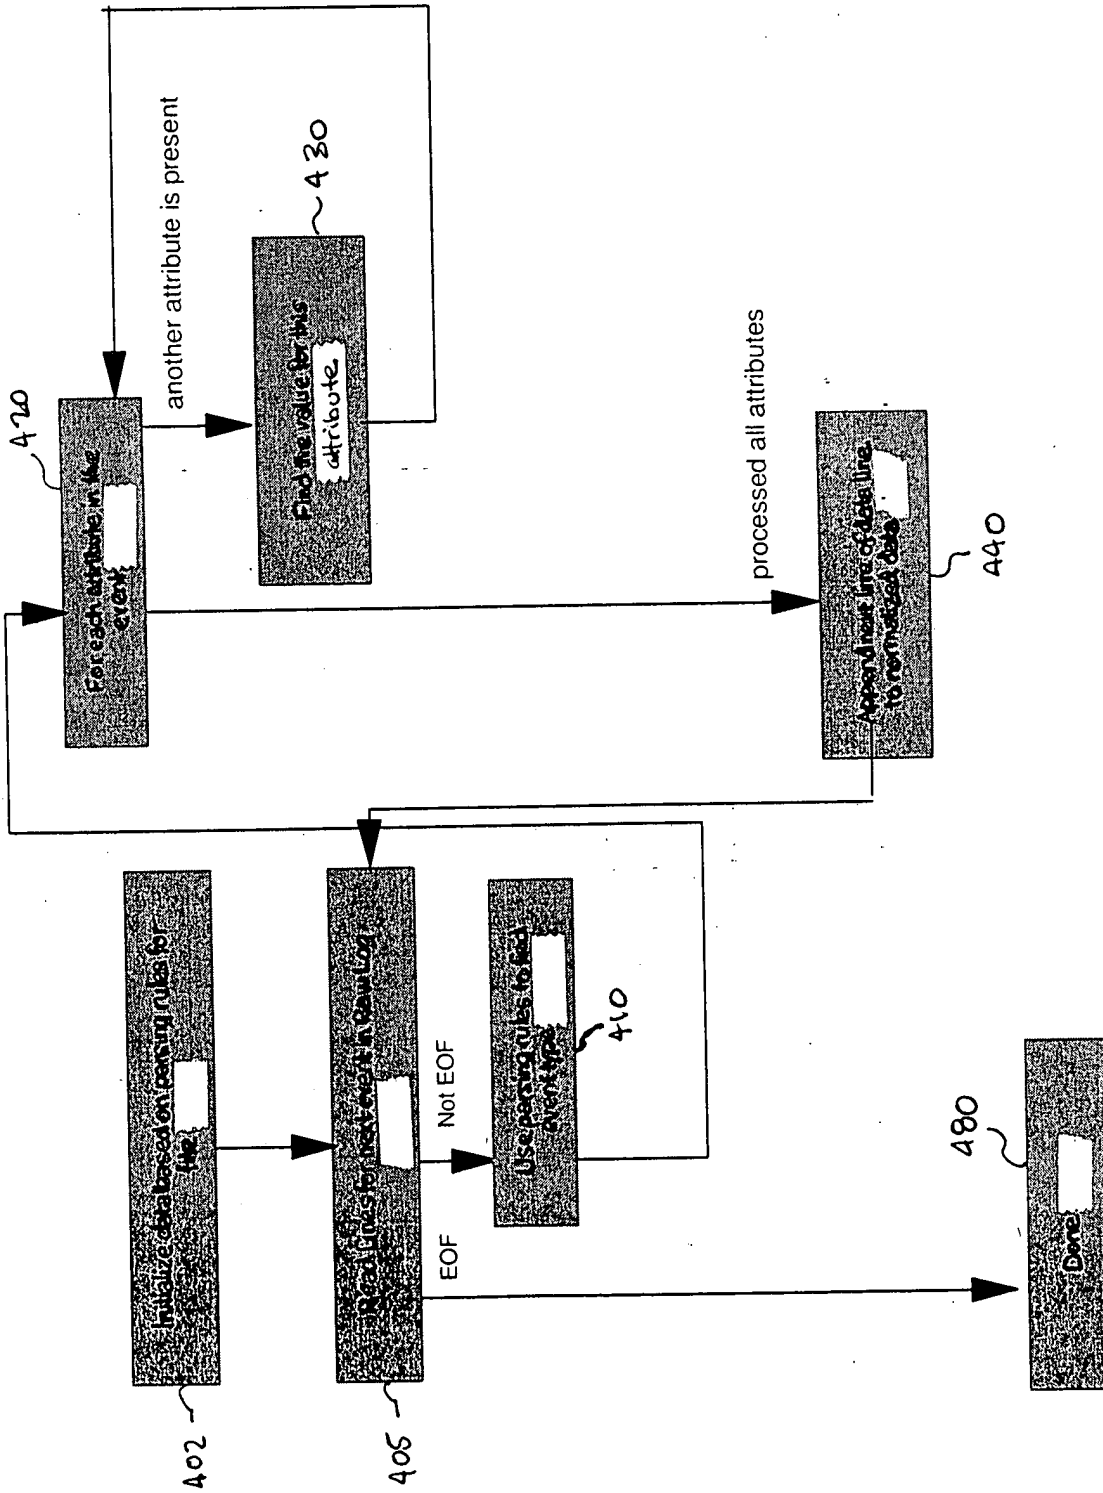 402
Initialize data based on parsing rules for
file
405
Read Lines for next event in Raw Log
EOF
Not EOF
Use parsing rules to find
event type
410
480
Done
420
For each attribute in the
event
another attribute is present
430
Find the value for this
attribute
processed all attributes
Append next line of data line
to normalized data
440